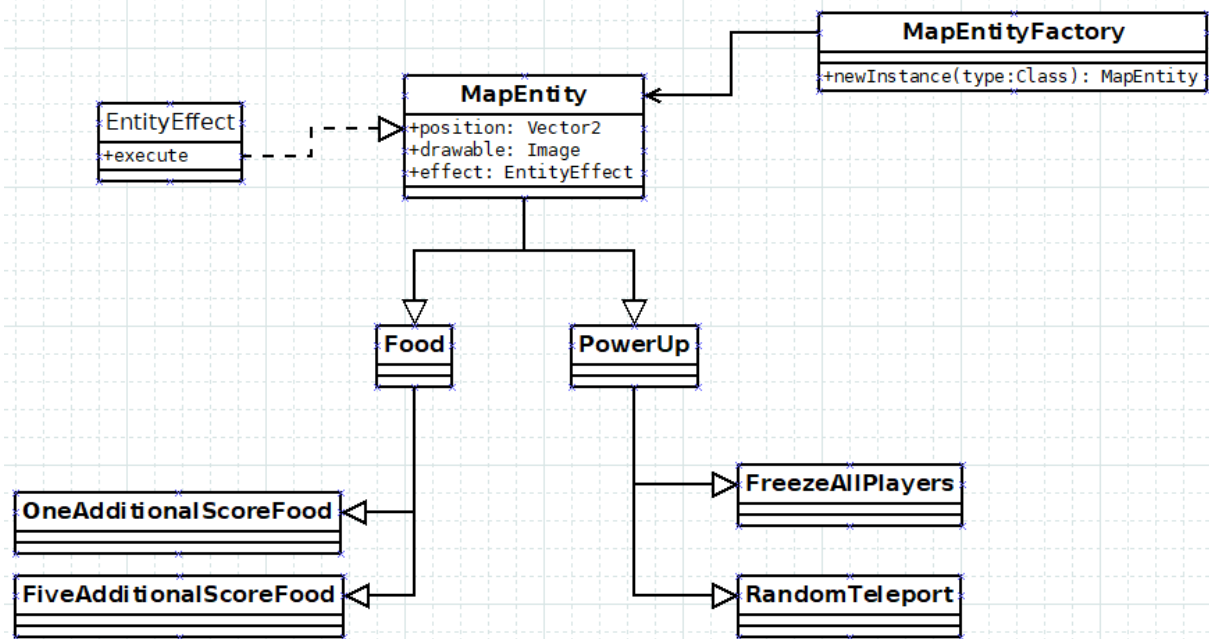 MapEntityFactory
+newInstance(type:Class): MapEntity
MapEntity
+position: Vector2
+drawable: Image
+effect: EntityEffect
EntityEffect
+execute
Food
PowerUp
FreezeAllPlayers
OneAdditionalScoreFood
FiveAdditionalScoreFood
RandomTeleport